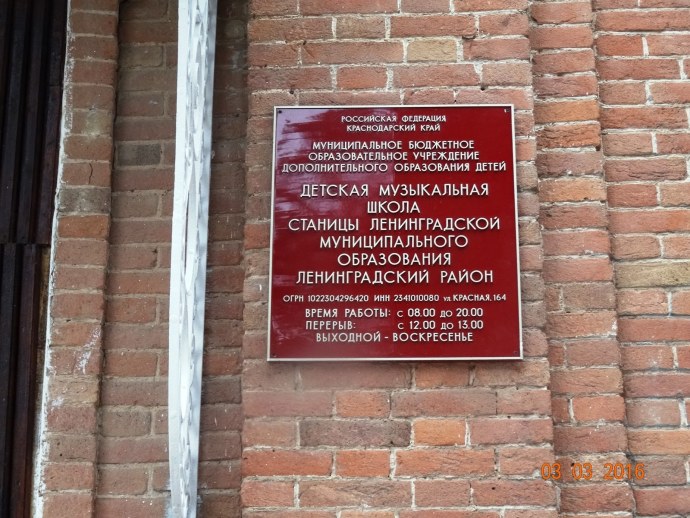 РОССИЙСКАЯ ФЕДЕРАЦИЯ
КРАСНОДАРСКИЙ КРАЙ
МУНИЦИПАЛЬНОЕ БЮДЖЕТНОЕ
ОБРАЗОВАТЕЛЬНОЕ УЧРЕЖДЕНИЕ
ДОПОЛНИТЕЛЬНОГО ОБРАЗОВАНИЯ ДЕТЕЙ
ДЕТСКАЯ МУЗЫКАЛЬНАЯ
ШКОЛА
СТАНИЦЫ ЛЕНИНГРАДСКОЙ
МУНИЦИПАЛЬНОГО
ОБРАЗОВАНИЯ
ЛЕНИНГРАДСКИЙ РАЙОН
ОГРН 1022304296420 ИНН 2341010080 ул. КРАСНАЯ, 164
ВРЕМЯ РАБОТЫ: с 08.00 до 20.00
ПЕРЕРЫВ: с 12.00 до 13.00
ВЫХОДНОЙ - ВОСКРЕСЕНЬЕ
03 03 2016